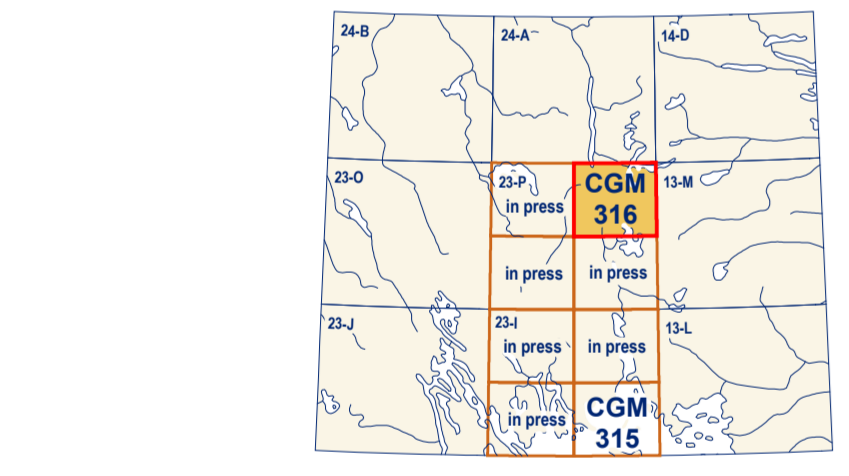 24-B
24-A
14-D
23-O
23-P
in press
CGM
316
13-M
in press
in press
23-J
23-I
in press
in press
13-L
in press
CGM
315